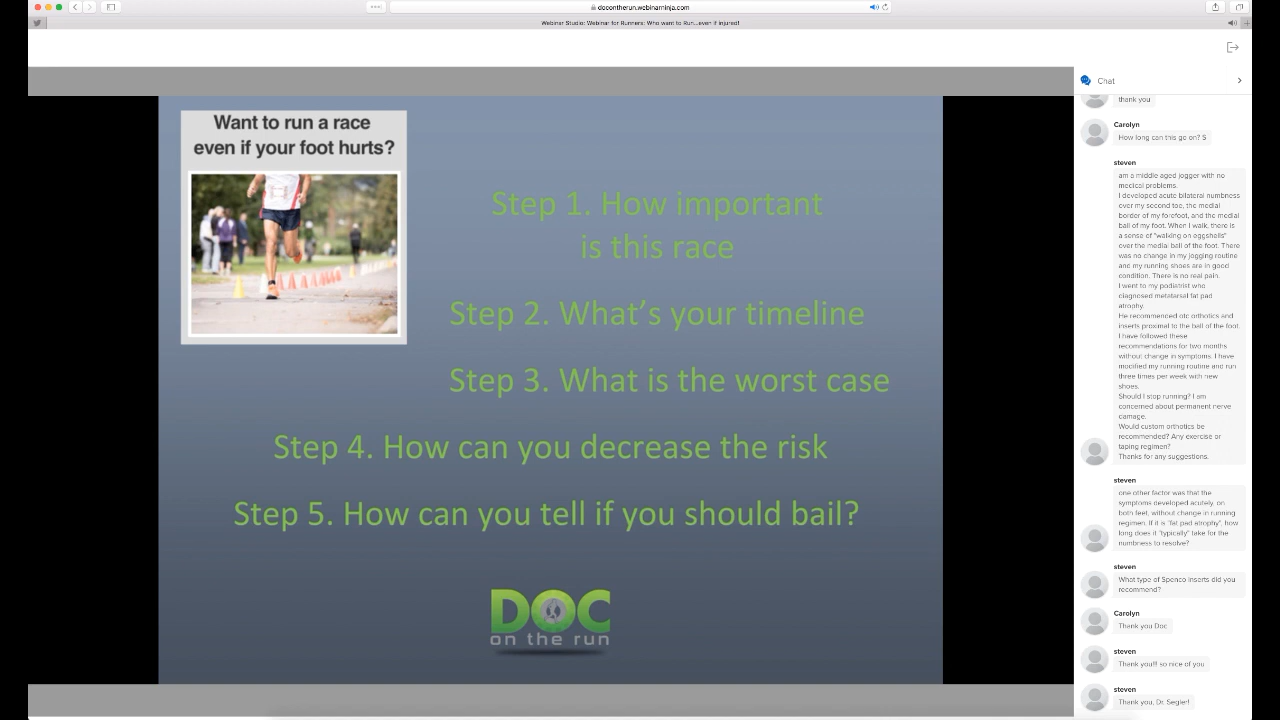 docontherun.webinarninja.com
Webinar Studio: Webinar for Runners: Who want to Run...even if injured!
Want to run a race
even if your foot hurts?
Step 1. How important
is this race
Step 2. What's your timeline
Step 3. What is the worst case
Step 4. How can you decrease the risk
Step 5. How can you tell if you should bail?
DOC
on the run
Chat
thank you
Carolyn
How long can this go on? S
steven
am a middle aged jogger with no
medical problems.
I developed acute bilateral numbness
over my second toe, the medial
border of my forefoot, and the medial
ball of my foot. When I walk, there is
a sense of "walking on eggshells"
over the medial ball of the foot. There
was no change in my jogging routine
and my running shoes are in good
condition. There is no real pain.
I went to my podiatrist who
diagnosed metatarsal fat pad
atrophy.
He recommended otc orthotics and
inserts proximal to the ball of the foot.
I have followed these
recommendations for two months
without change in symptoms. I have
modified my running routine and run
three times per week with new
shoes.
Should I stop running? I am
concerned about permanent nerve
damage.
Would custom orthotics be
recommended? Any exercise or
taping regimen?
Thanks for any suggestions.
steven
one other factor was that the
symptoms developed acutely, on
both feet, without change in running
regimen. If it is "fat pad atrophy", how
long does it "typically" take for the
numbness to resolve?
steven
What type of Spenco inserts did you
recommend?
Carolyn
Thank you Doc
steven
Thank you!!! so nice of you
steven
Thank you, Dr. Segler!